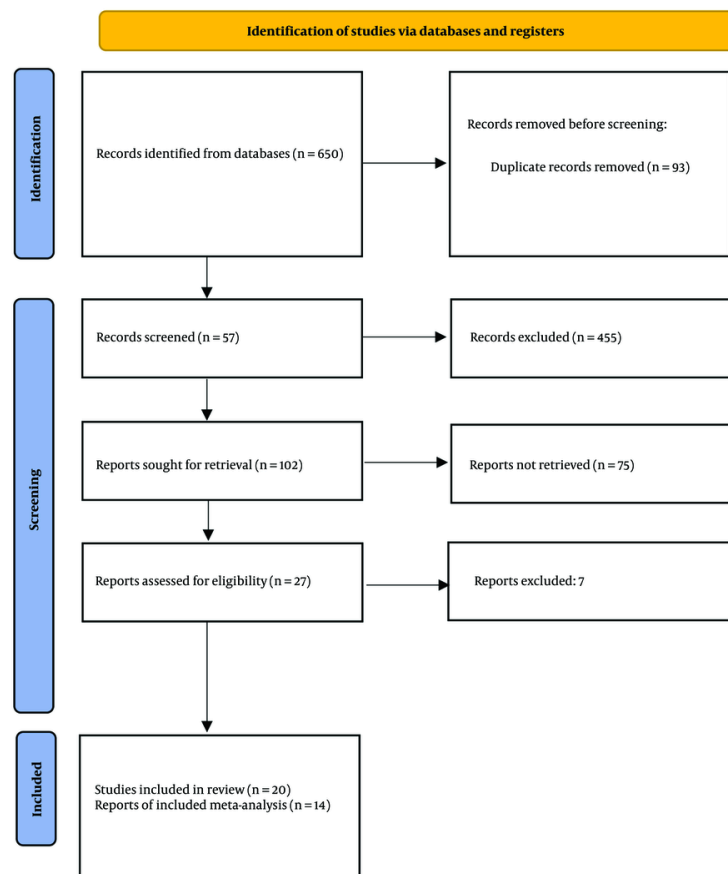 Identification of studies via databases and registers
Identification
Records identified from databases (n = 650)
Records removed before screening:
Duplicate records removed (n = 93)
Screening
Records screened (n = 57)
Records excluded (n = 455)
Reports sought for retrieval (n = 102)
Reports not retrieved (n = 75)
Reports assessed for eligibility (n = 27)
Reports excluded: 7
Included
Studies included in review (n = 20)
Reports of included meta-analysis (n = 14)